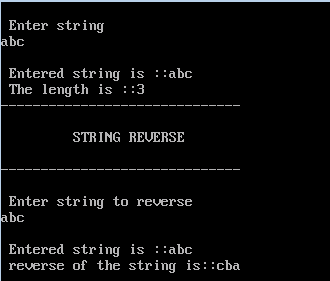 Enter string
abc
Entered string is ::abc
The length is ::3
------------------------------
STRING REVERSE
------------------------------
Enter string to reverse
abc
Entered string is ::abc
reverse of the string is::cba